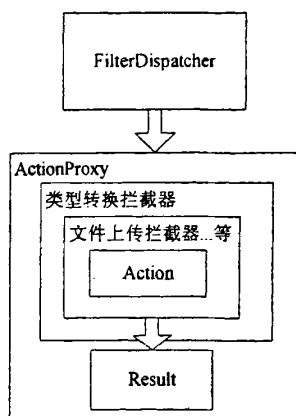 FilterDispatcher
ActionProxy
类型转换拦截器
文件上传拦截器...等
Action
Result